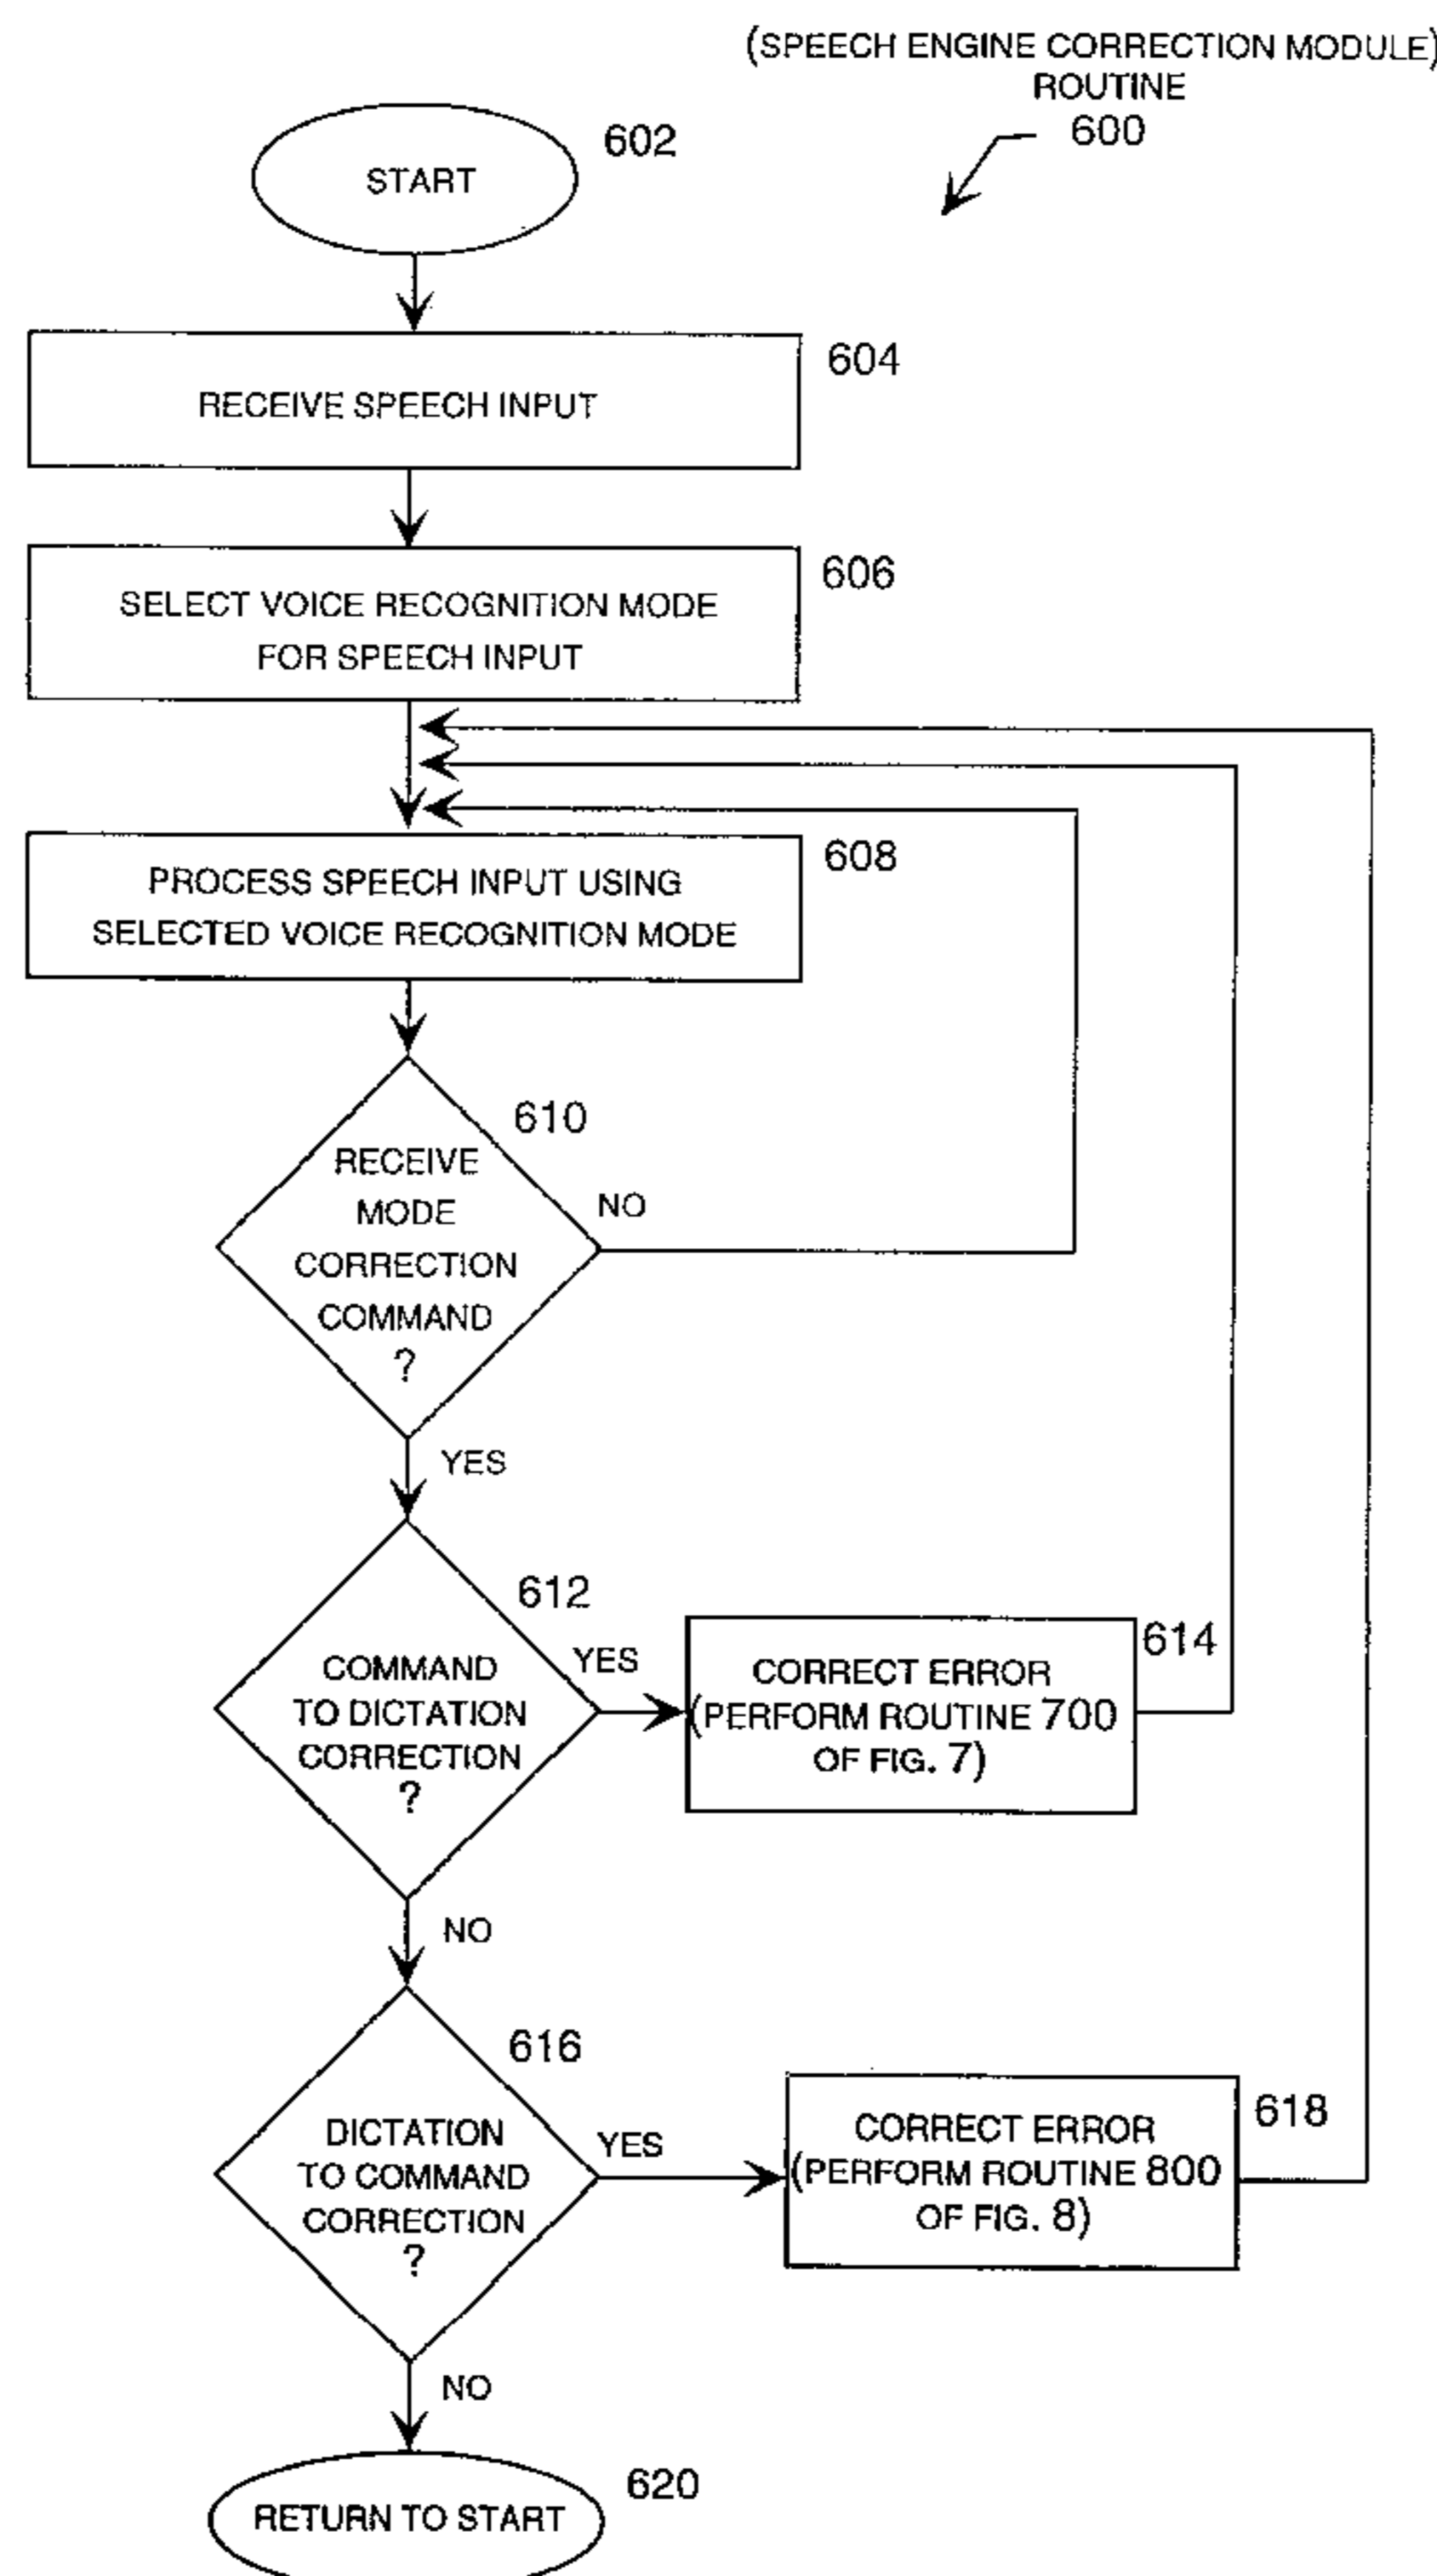 (SPEECH ENGINE CORRECTION MODULE)
ROUTINE
600
602
START
604
RECEIVE SPEECH INPUT
606
SELECT VOICE RECOGNITION MODE
FOR SPEECH INPUT
608
PROCESS SPEECH INPUT USING
SELECTED VOICE RECOGNITION MODE
610
RECEIVE
MODE
CORRECTION
COMMAND
?
NO
YES
612
COMMAND
TO DICTATION
CORRECTION
?
YES
614
CORRECT ERROR
(PERFORM ROUTINE 700
OF FIG. 7)
NO
616
DICTATION
TO COMMAND
CORRECTION
?
YES
618
CORRECT ERROR
(PERFORM ROUTINE 800
OF FIG. 8)
NO
620
RETURN TO START